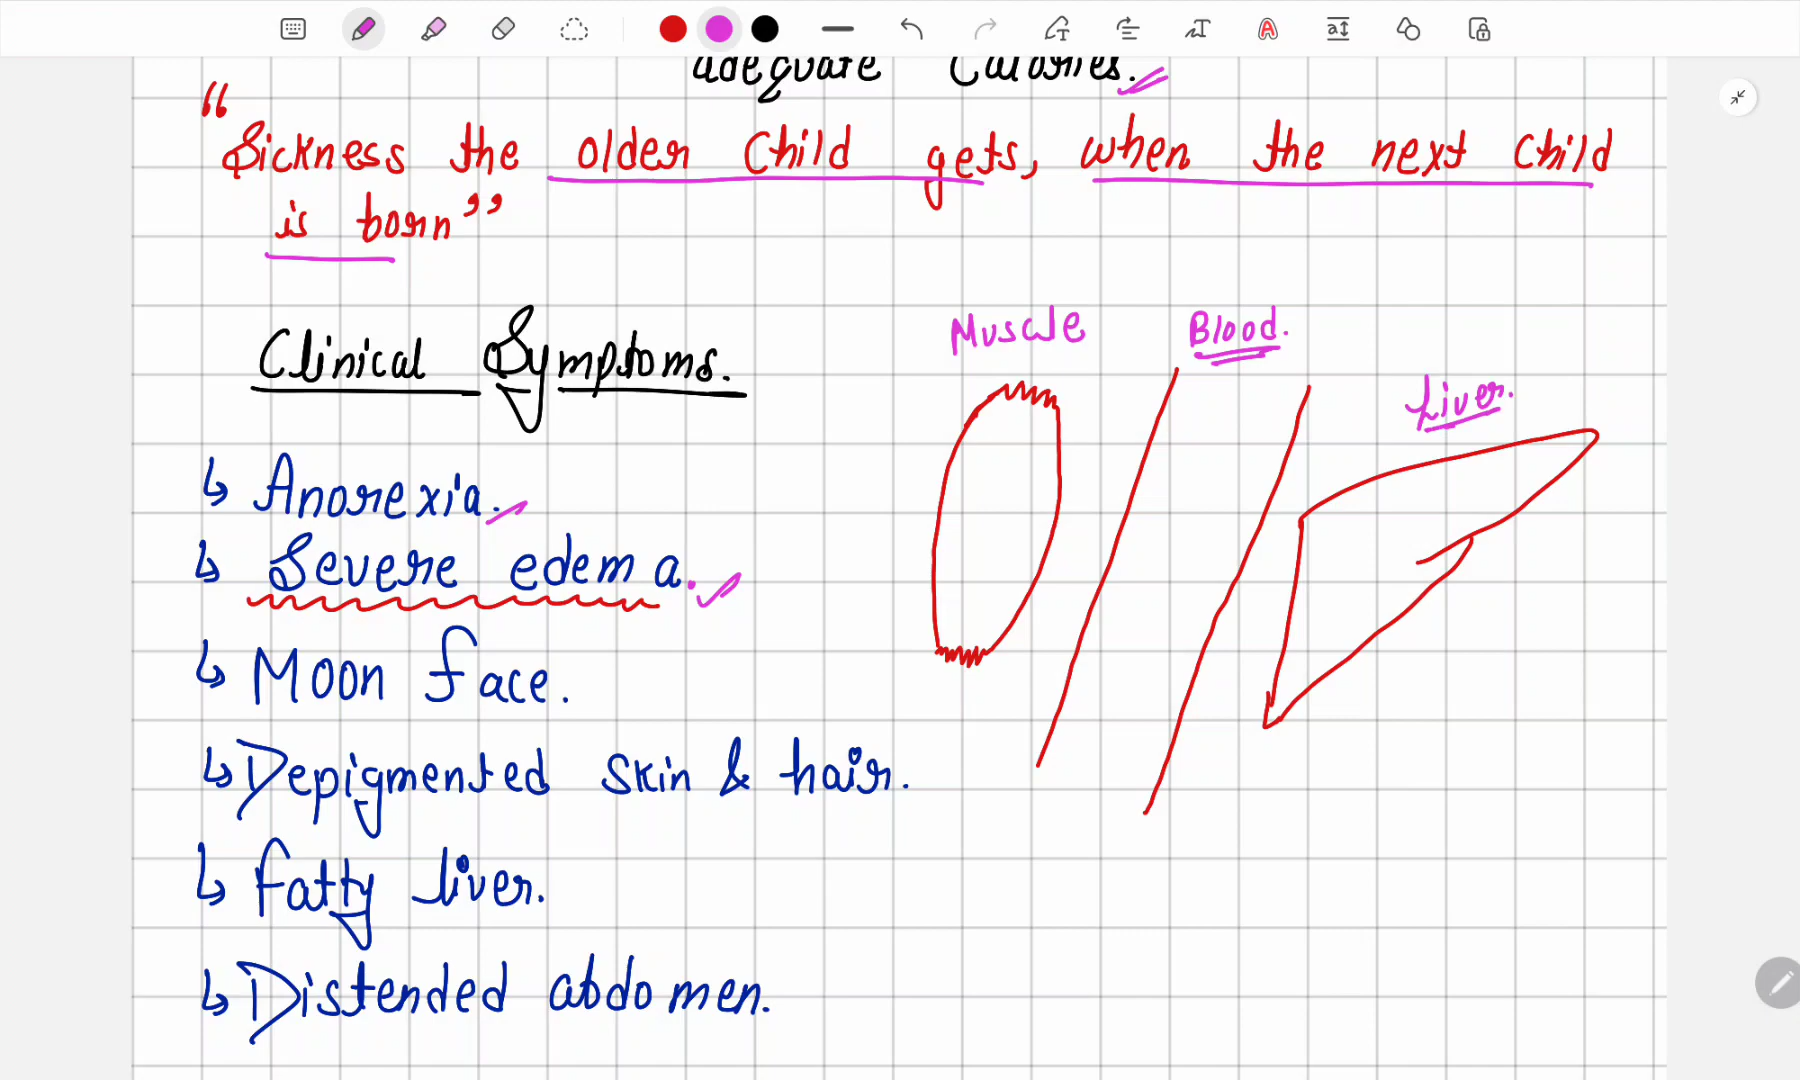 adequate Calories.
“Sickness the older Child gets, when the next Child
is born”
Clinical Symptoms.
Muscle
Blood.
Liver.
↳ Anorexia.
↳ Severe edema.
↳ Moon face.
↳ Depigmented Skin & hair.
↳ Fatty liver.
↳ Distended abdomen.